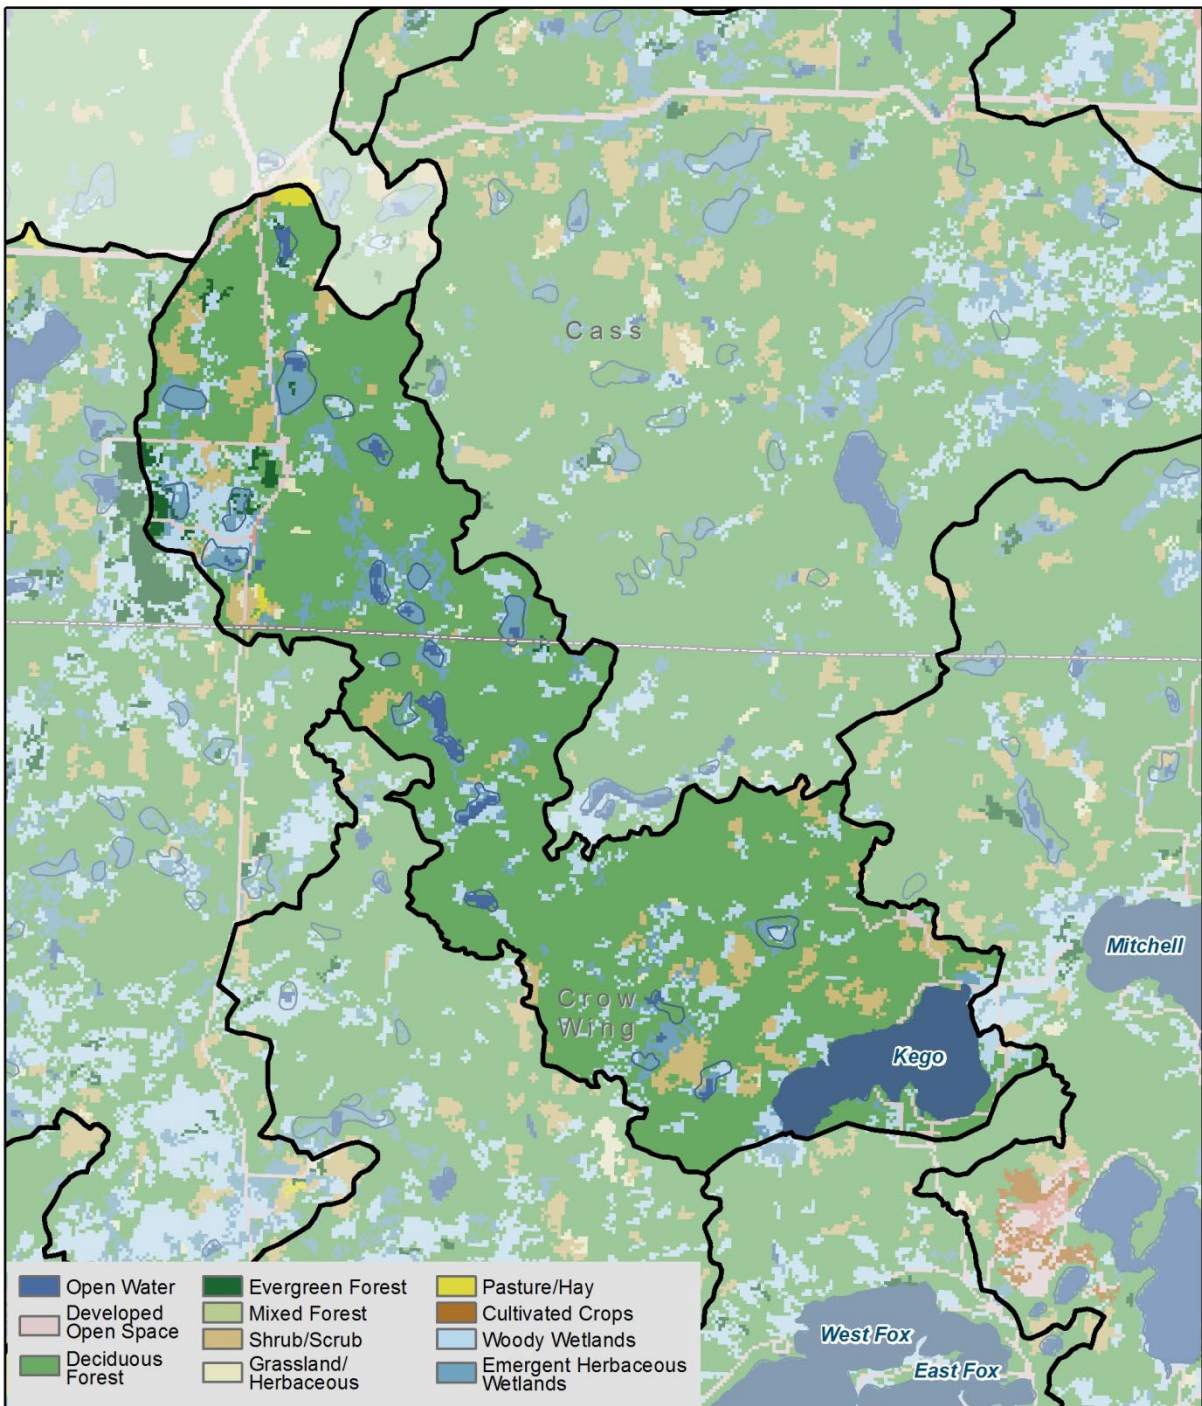 Cass
Mitchell
Crow
Wing
Kego
West Fox
East Fox
Open Water
Developed
Open Space
Deciduous
Forest
Evergreen Forest
Mixed Forest
Shrub/Scrub
Grassland/
Herbaceous
Pasture/Hay
Cultivated Crops
Woody Wetlands
Emergent Herbaceous
Wetlands